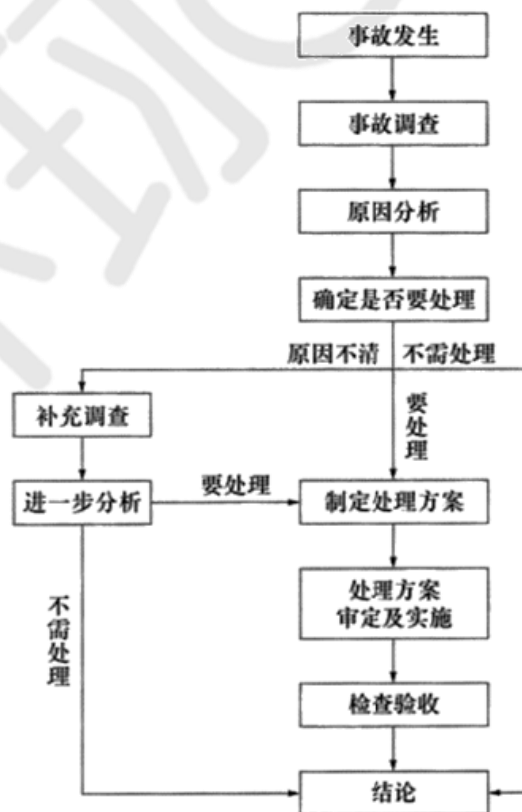 事故发生
事故调查
原因分析
确定是否要处理
原因不清
不需处理
补充调查
要处理
进一步分析
要处理
制定处理方案
不需处理
处理方案
审定及实施
检查验收
结论